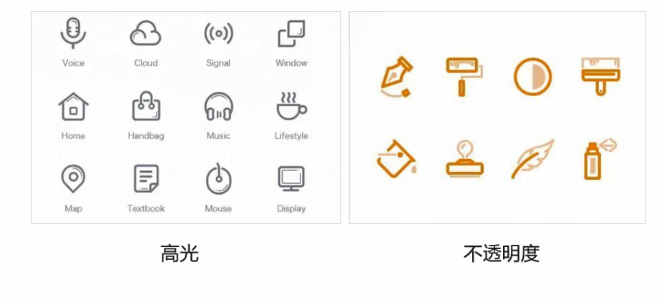 Voice Cloud Signal Window
Home Handbag Music Lifestyle
Map Textbook Mouse Display
高光 不透明度